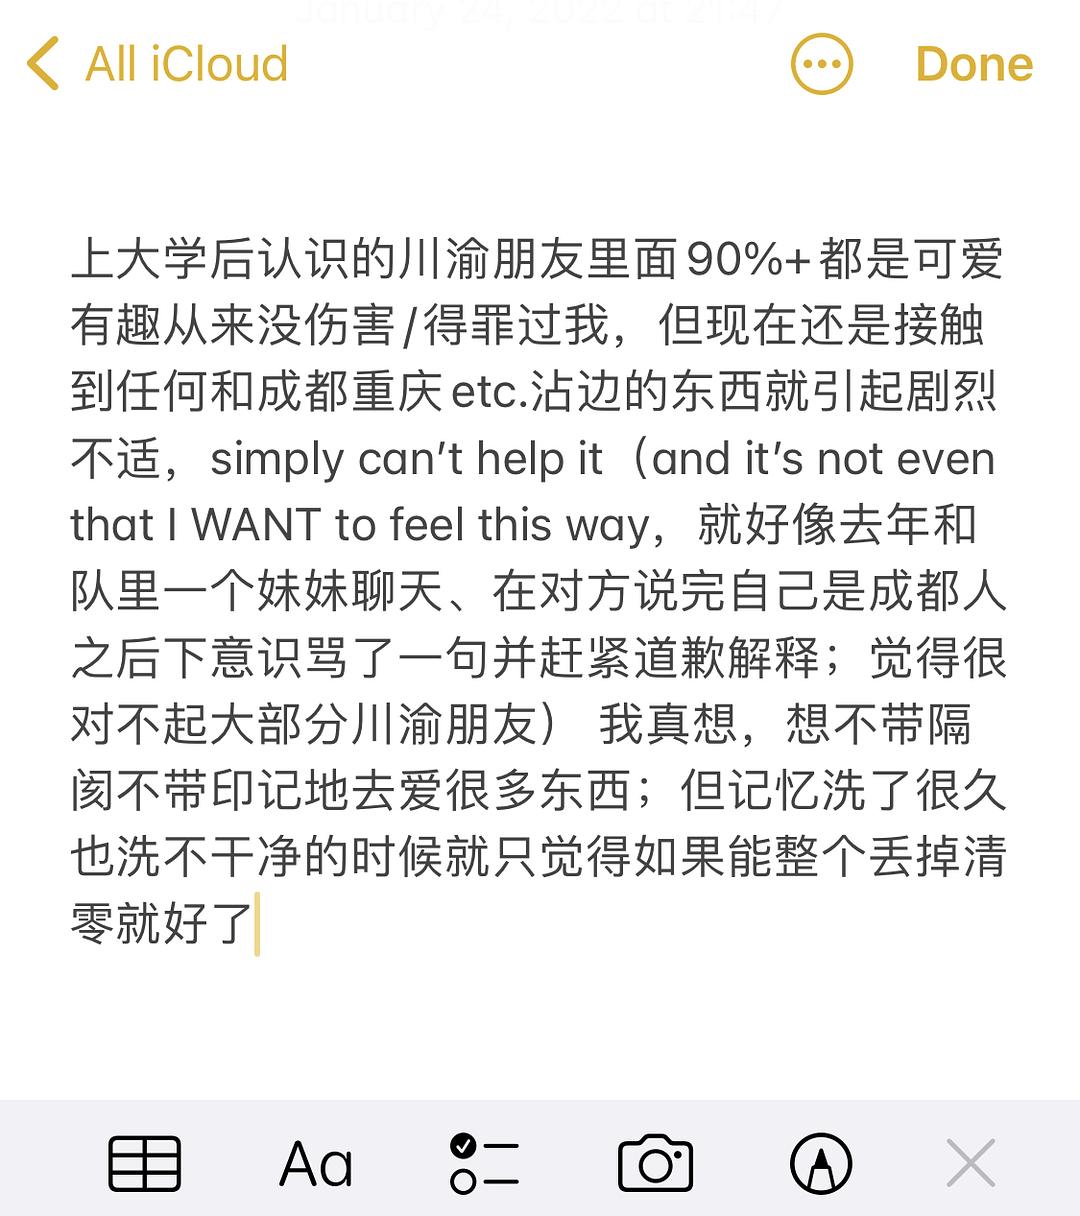 January 24, 2022 at 21:47
All iCloud
Done
上大学后认识的川渝朋友里面90%+都是可爱
有趣从来没伤害/得罪过我，但现在还是接触
到任何和成都重庆etc.沾边的东西就引起剧烈
不适，simply can’t help it（and it’s not even
that I WANT to feel this way，就好像去年和
队里一个妹妹聊天、在对方说完自己是成都人
之后下意识骂了一句并赶紧道歉解释；觉得很
对不起大部分川渝朋友） 我真想，想不带隔
阂不带印记地去爱很多东西；但记忆洗了很久
也洗不干净的时候就只觉得如果能整个丢掉清
零就好了
Aa